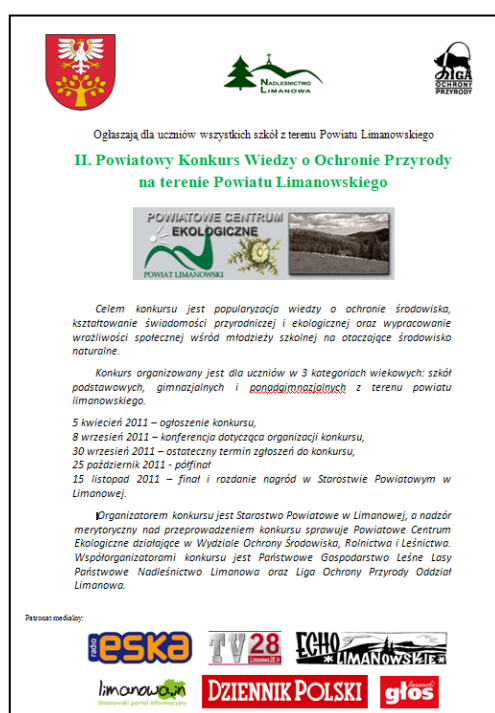 NADLEŚNICTWO
LIMANOWA
LIGA
OCHRONY
PRZYRODY
Ogłaszają dla uczniów wszystkich szkół z terenu Powiatu Limanowskiego
II. Powiatowy Konkurs Wiedzy o Ochronie Przyrody
na terenie Powiatu Limanowskiego
POWIATOWE CENTRUM
EKOLOGICZNE
POWIAT LIMANOWSKI
Celem konkursu jest popularyzacja wiedzy o ochronie środowiska,
kształtowanie świadomości przyrodniczej i ekologicznej oraz wypracowanie
wrażliwości społecznej wśród młodzieży szkolnej na otaczające środowisko
naturalne.
Konkurs organizowany jest dla uczniów w 3 kategoriach wiekowych: szkół
podstawowych, gimnazjalnych i ponadgimnazjalnych z terenu powiatu
limanowskiego.
5 kwiecień 2011 – ogłoszenie konkursu,
8 wrzesień 2011 – konferencja dotycząca organizacji konkursu,
30 wrzesień 2011 – ostateczny termin zgłoszeń do konkursu,
25 październik 2011 - półfinał
15 listopad 2011 – finał i rozdanie nagród w Starostwie Powiatowym w
Limanowej.
Organizatorem konkursu jest Starostwo Powiatowe w Limanowej, a nadzór
merytoryczny nad przeprowadzeniem konkursu sprawuje Powiatowe Centrum
Ekologiczne działające w Wydziale Ochrony Środowiska, Rolnictwa i Leśnictwa.
Współorganizatorami konkursu jest Państwowe Gospodarstwo Leśne Lasy
Państwowe Nadleśnictwo Limanowa oraz Liga Ochrony Przyrody Oddział
Limanowa.
Patronat medialny:
radio ESKA
TV28
Limanowa28.tv
ECHO
LIMANOWSKIE
limanowa.in
limanowski portal informacyjny
DZIENNIK POLSKI
limanowski
głos